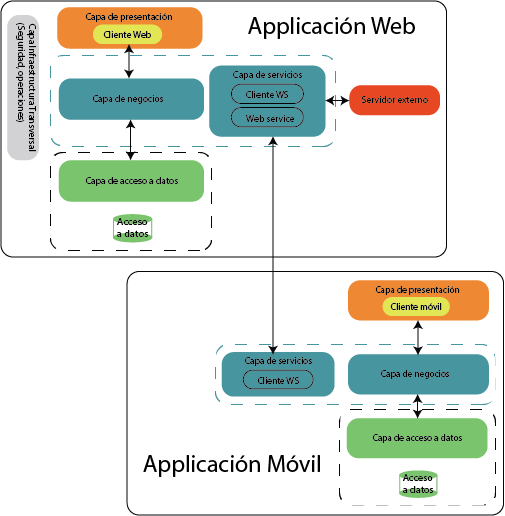 Applicación Web
Capa de presentación
Cliente Web
Capa Infraestructura Transversal
(Seguridad, operaciones)
Capa de negocios
Capa de servicios
Cliente WS
Web service
Servidor externo
Capa de acceso a datos
Acceso
a datos
Capa de presentación
Cliente móvil
Capa de servicios
Cliente WS
Capa de negocios
Capa de acceso a datos
Applicación Móvil
Acceso
a datos